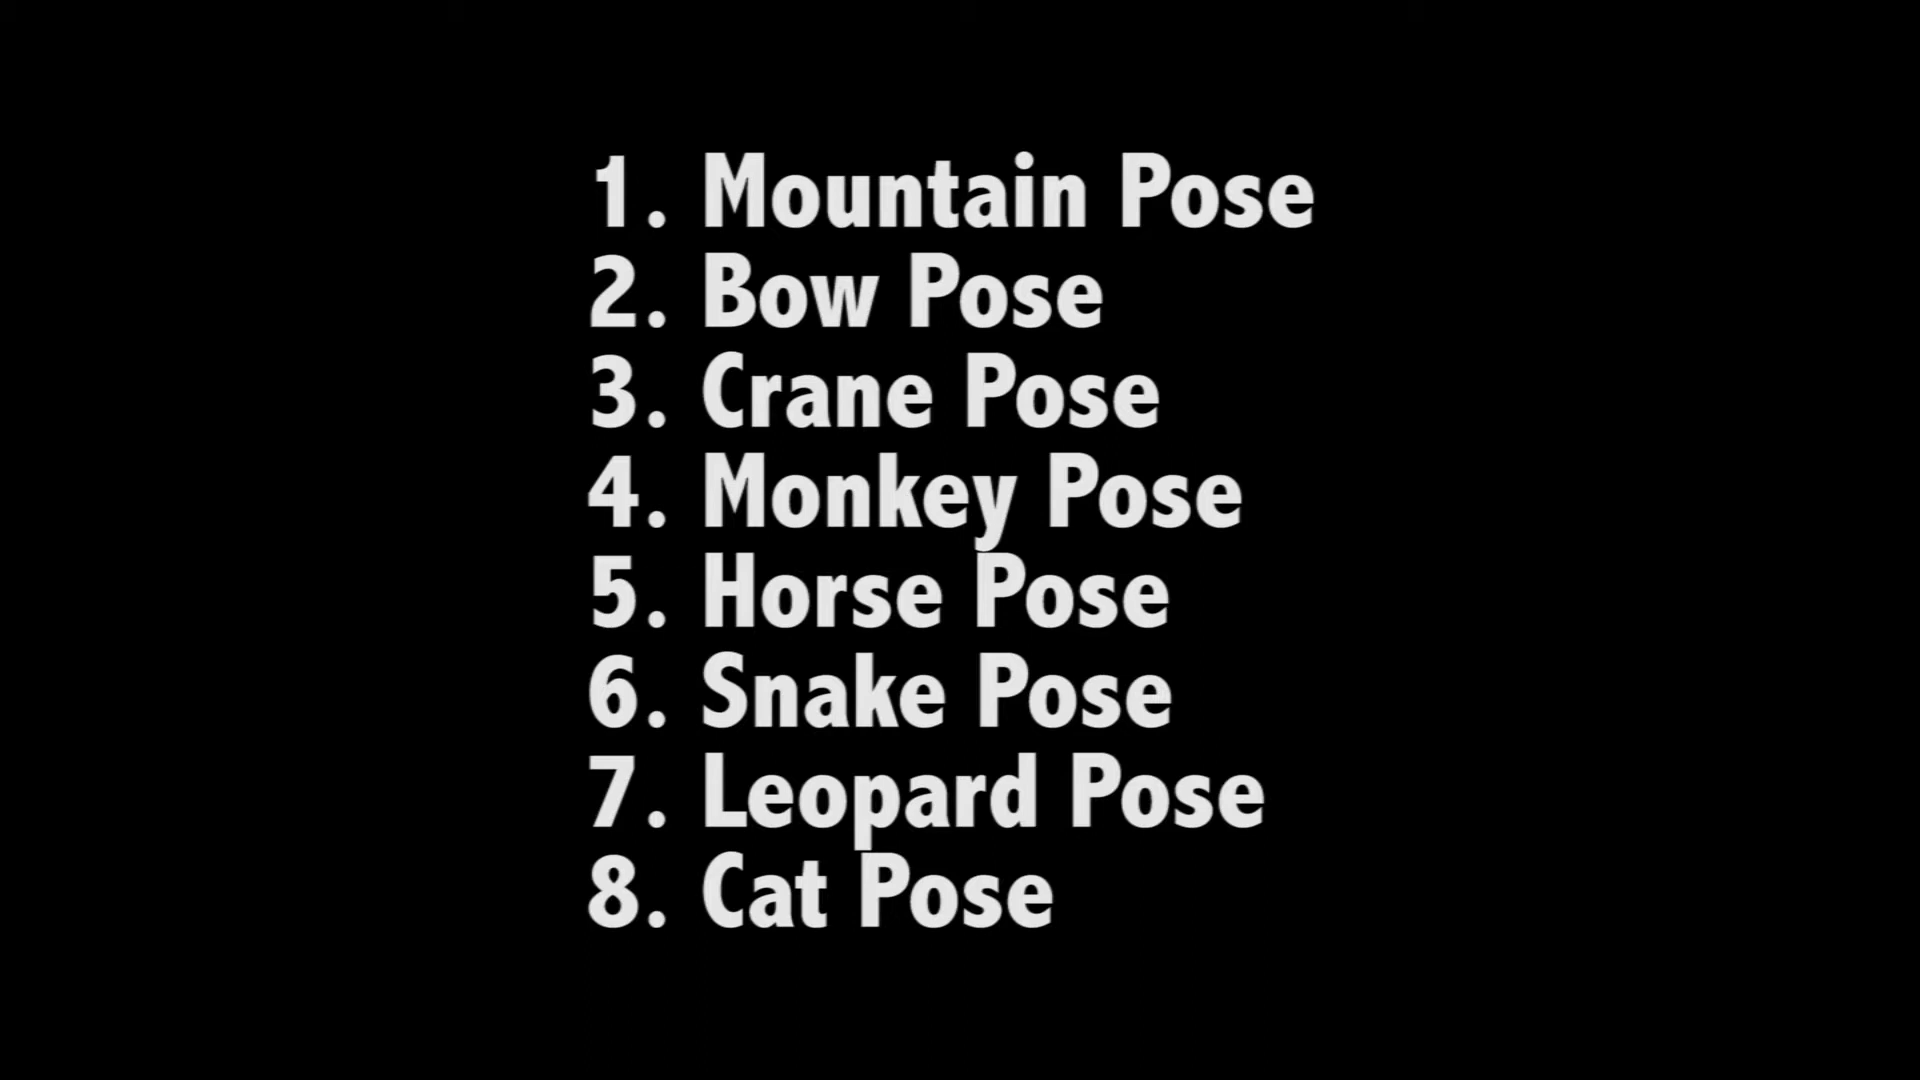 1. Mountain Pose
2. Bow Pose
3. Crane Pose
4. Monkey Pose
5. Horse Pose
6. Snake Pose
7. Leopard Pose
8. Cat Pose